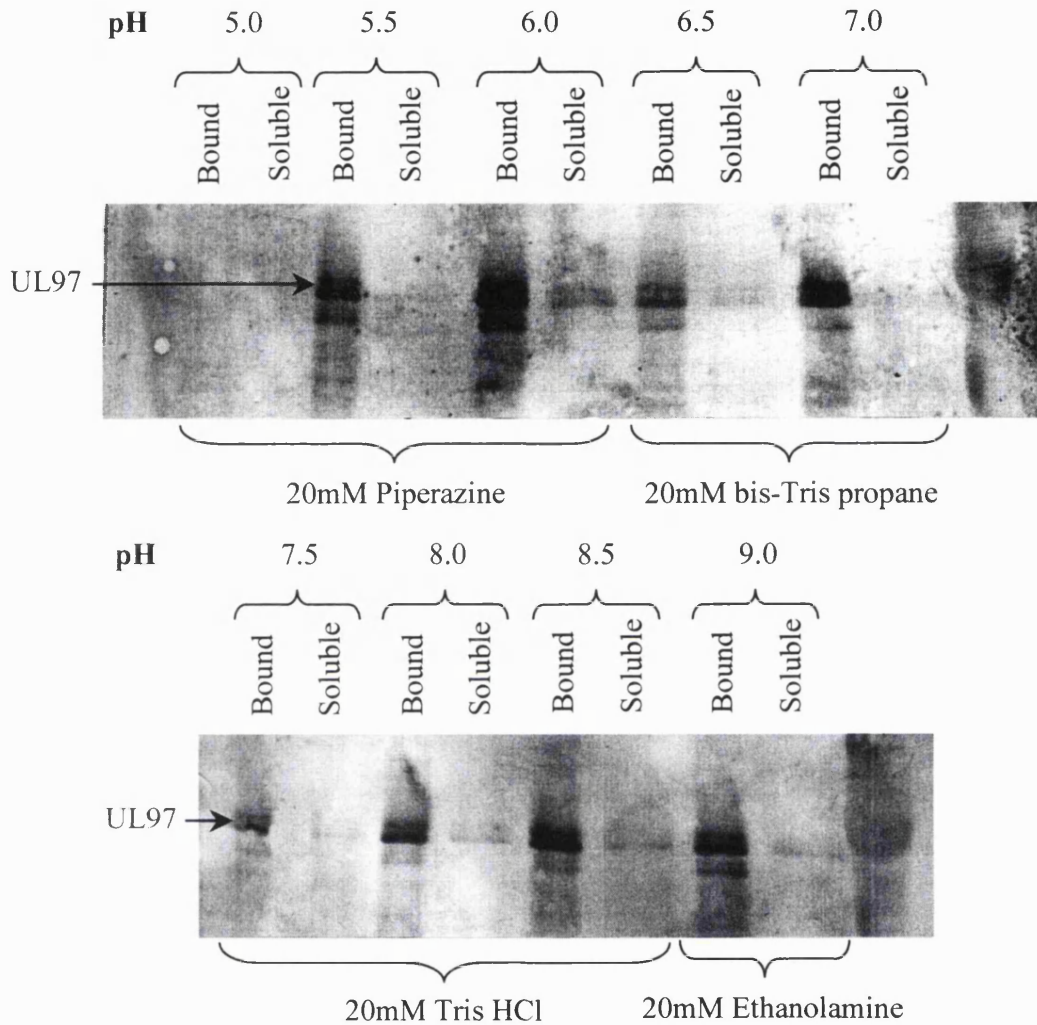 pH 5.0 5.5 6.0 6.5 7.0
Bound Soluble Bound Soluble Bound Soluble Bound Soluble Bound Soluble
UL97
20mM Piperazine 20mM bis-Tris propane
pH 7.5 8.0 8.5 9.0
Bound Soluble Bound Soluble Bound Soluble Bound Soluble
UL97
20mM Tris HCl 20mM Ethanolamine